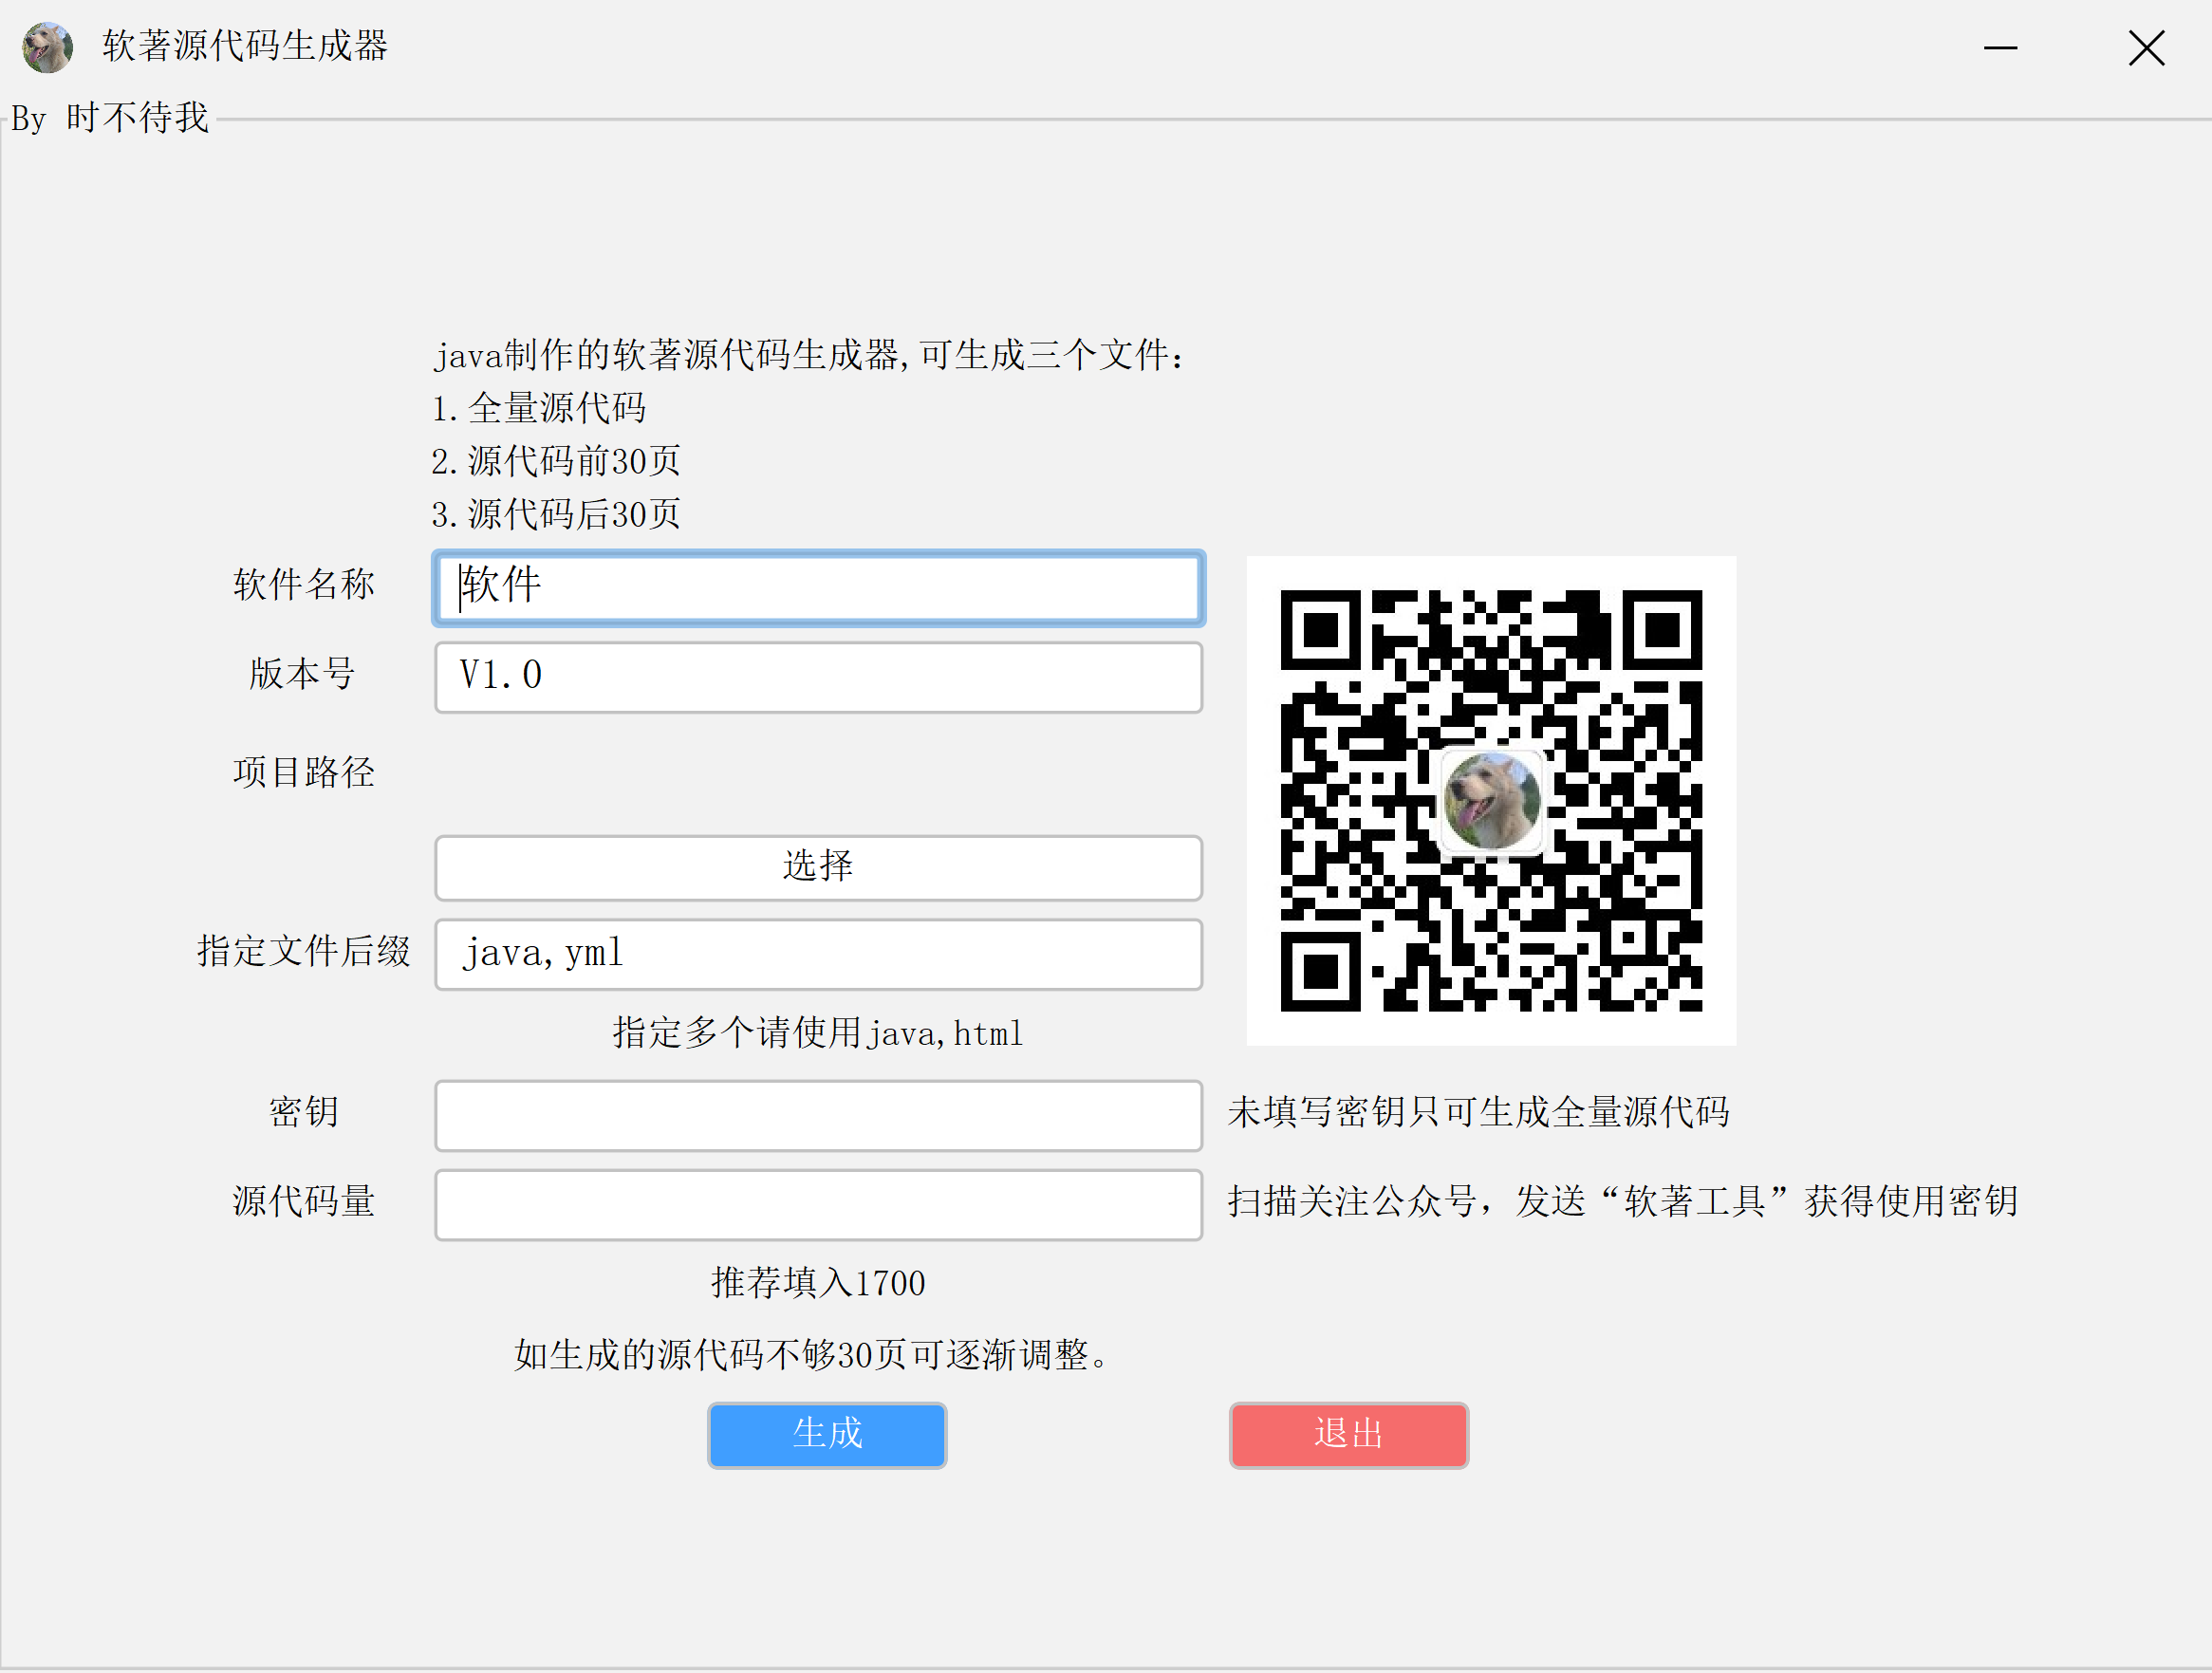 软著源代码生成器
By 时不待我
java制作的软著源代码生成器,可生成三个文件:
1.全量源代码
2.源代码前30页
3.源代码后30页
软件名称 软件
版本号 V1.0
项目路径
选择
指定文件后缀 java,yml
指定多个请使用java,html
密钥 未填写密钥只可生成全量源代码
源代码量 扫描关注公众号，发送“软著工具”获得使用密钥
推荐填入1700
如生成的源代码不够30页可逐渐调整。
生成 退出